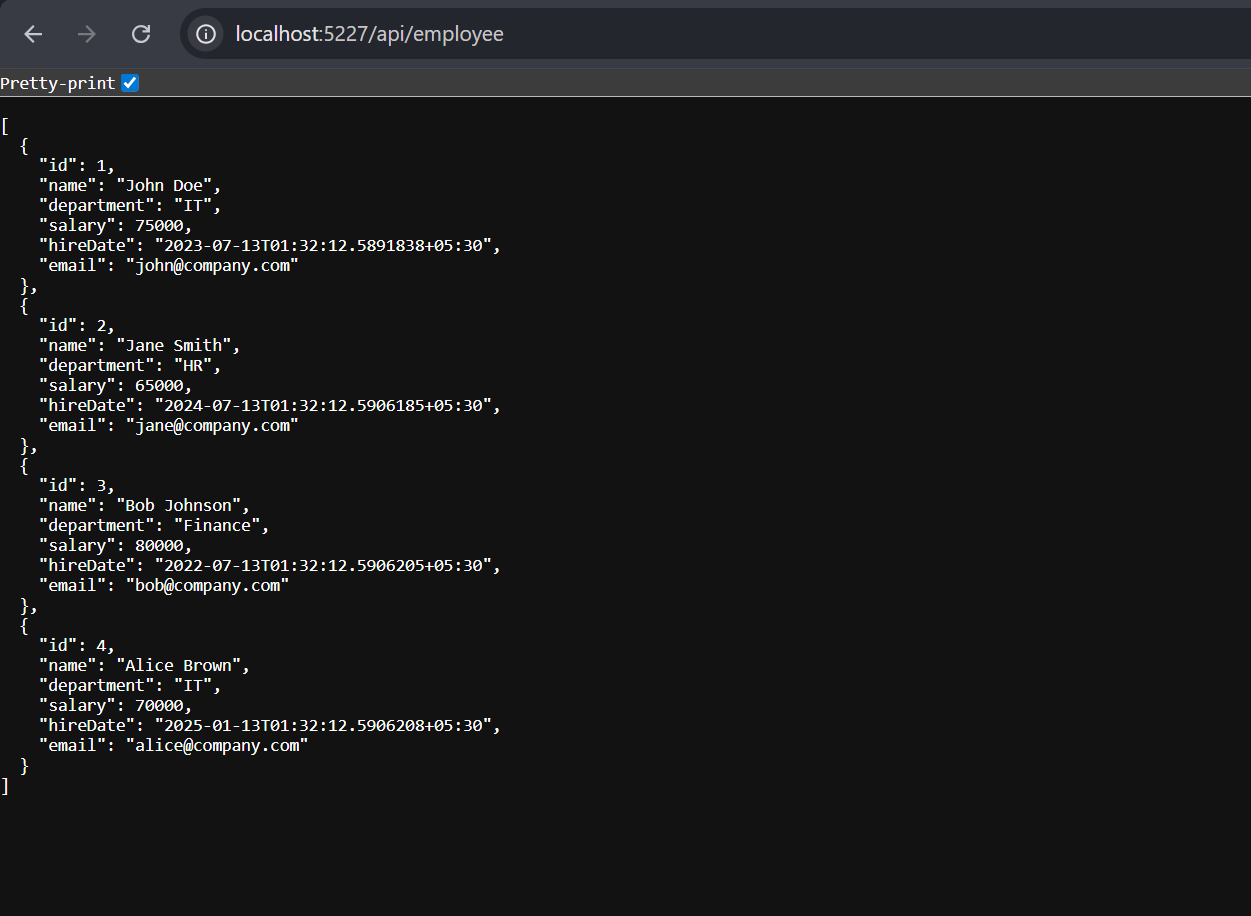 localhost:5227/api/employee
Pretty-print
[
  {
    "id": 1,
    "name": "John Doe",
    "department": "IT",
    "salary": 75000,
    "hireDate": "2023-07-13T01:32:12.5891838+05:30",
    "email": "john@company.com"
  },
  {
    "id": 2,
    "name": "Jane Smith",
    "department": "HR",
    "salary": 65000,
    "hireDate": "2024-07-13T01:32:12.5906185+05:30",
    "email": "jane@company.com"
  },
  {
    "id": 3,
    "name": "Bob Johnson",
    "department": "Finance",
    "salary": 80000,
    "hireDate": "2022-07-13T01:32:12.5906205+05:30",
    "email": "bob@company.com"
  },
  {
    "id": 4,
    "name": "Alice Brown",
    "department": "IT",
    "salary": 70000,
    "hireDate": "2025-01-13T01:32:12.5906208+05:30",
    "email": "alice@company.com"
  }
]